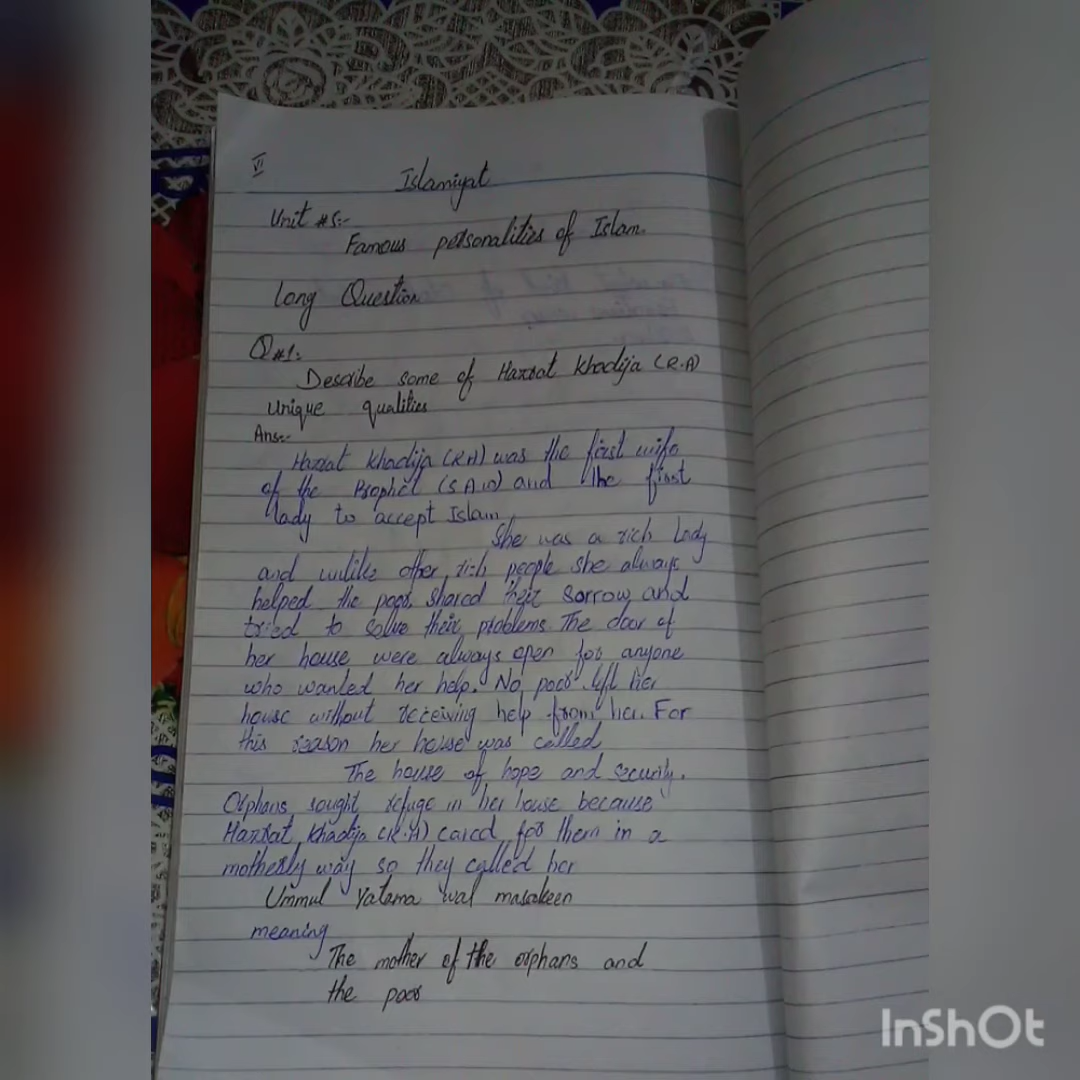 VI
Islamiyat
Unit #5:-
Famous personalities of Islam.
Long Question
Q#1:
Describe some of Hazrat Khadija (R.A)
Unique qualities
Ans:-
Hazrat Khadija (R.A) was the first wife
of the Prophet (S.A.W) and the first
lady to accept Islam.
She was a rich lady
and unlike other rich people she always
helped the poor, shared their sorrow and
tried to solve their problems. The door of
her house were always open for anyone
who wanted her help. No poor left her
house without receiving help from her. For
this reason her house was called
The house of hope and security.
Orphans sought refuge in her house because
Hazrat Khadija (R.A) cared for them in a
motherly way so they called her
Ummul Yatama wal masakeen
meaning
The mother of the orphans and
the poor
InShOt